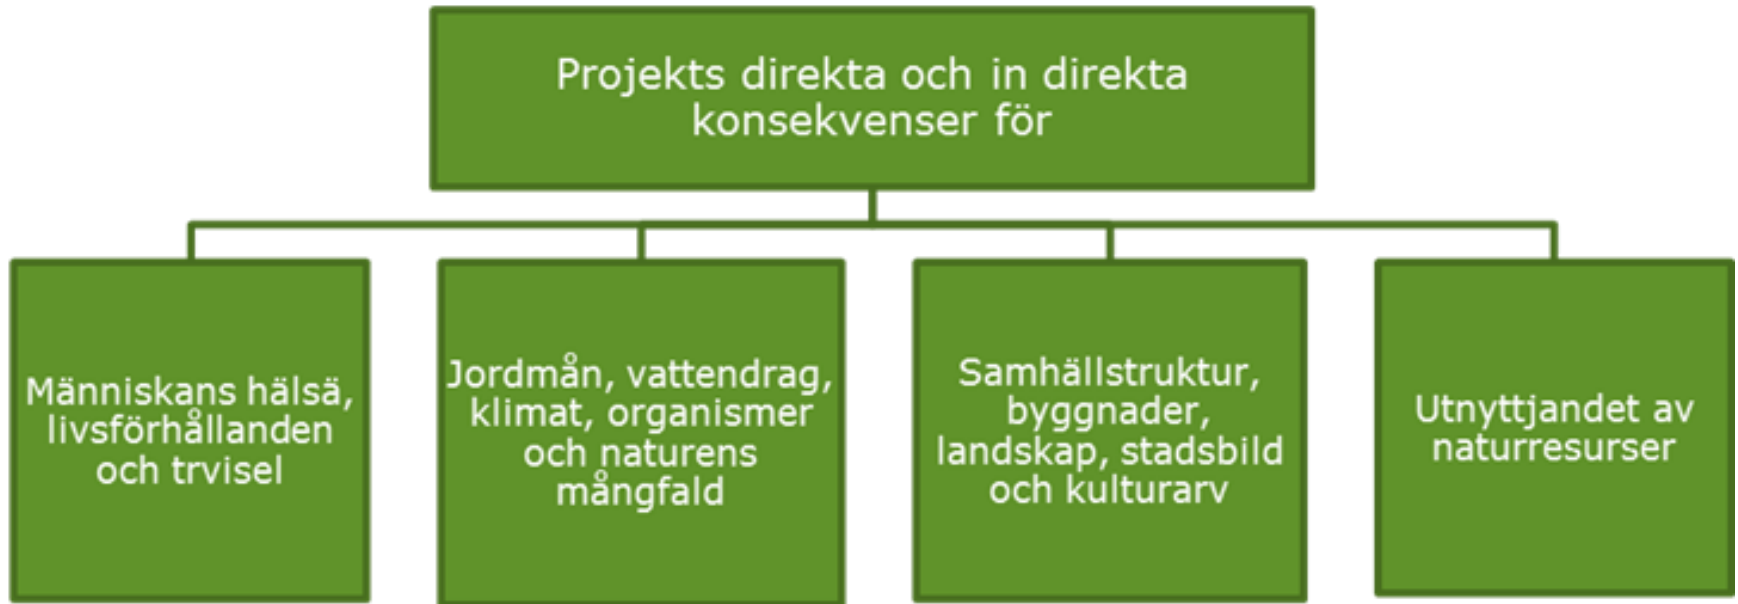 Projekts direkta och in direkta
konsekvenser för
Människans hälsä,
livsförhållanden
och trvisel
Jordmån, vattendrag,
klimat, organismer
och naturens
mångfald
Samhällstruktur,
byggnader,
landskap, stadsbild
och kulturarv
Utnyttjandet av
naturresurser